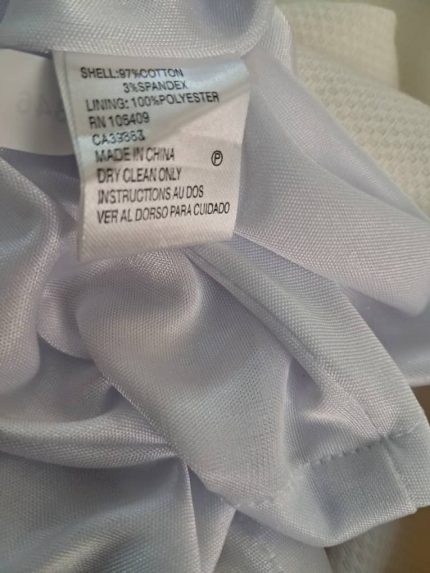 SHELL:97%COTTON
3%SPANDEX
LINING: 100%POLYESTER
RN 106409
CA39363
MADE IN CHINA
Ⓟ
DRY CLEAN ONLY
INSTRUCTIONS AU DOS
VER AL DORSO PARA CUIDADO